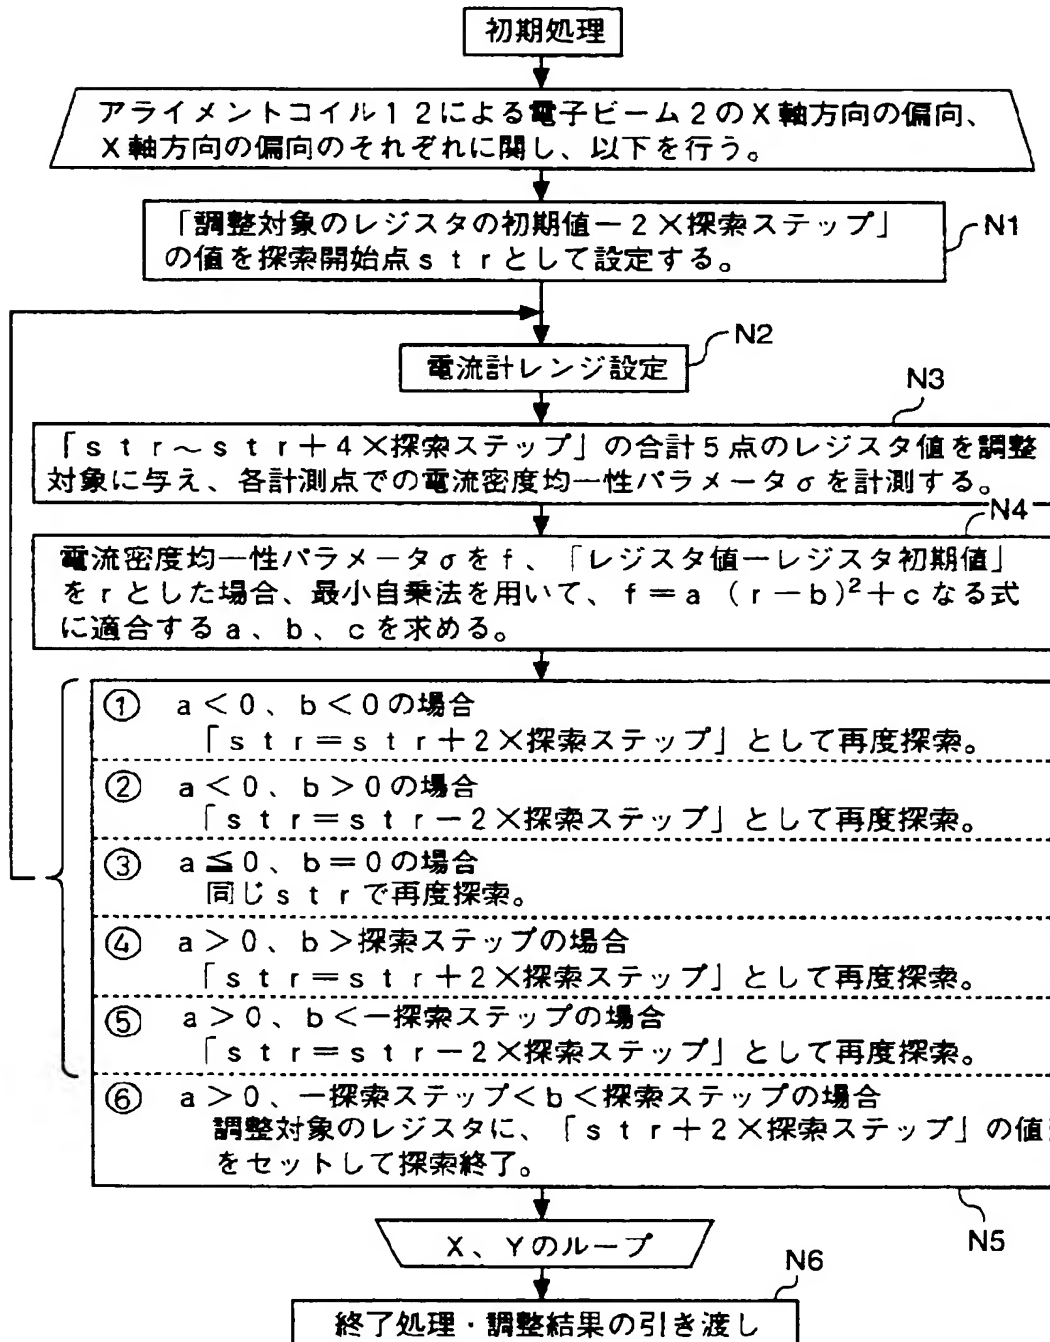 初期処理
アライメントコイル12による電子ビーム2のX軸方向の偏向、
X軸方向の偏向のそれぞれに関し、以下を行う。
「調整対象のレジスタの初期値－2×探索ステップ」
の値を探索開始点strとして設定する。
N1
N2
電流計レンジ設定
N3
「str～str＋4×探索ステップ」の合計5点のレジスタ値を調整
対象に与え、各計測点での電流密度均一性パラメータσを計測する。
N4
電流密度均一性パラメータσをf、「レジスタ値－レジスタ初期値」
をrとした場合、最小自乗法を用いて、f＝a（r－b)²＋cなる式
に適合するa、b、cを求める。
① a＜0、b＜0の場合
「str＝str＋2×探索ステップ」として再度探索。
② a＜0、b＞0の場合
「str＝str－2×探索ステップ」として再度探索。
③ a≦0、b＝0の場合
同じstrで再度探索。
④ a＞0、b＞探索ステップの場合
「str＝str＋2×探索ステップ」として再度探索。
⑤ a＞0、b＜－探索ステップの場合
「str＝str－2×探索ステップ」として再度探索。
⑥ a＞0、－探索ステップ＜b＜探索ステップの場合
調整対象のレジスタに、「str＋2×探索ステップ」の値
をセットして探索終了。
N5
X、Yのループ
N6
終了処理・調整結果の引き渡し